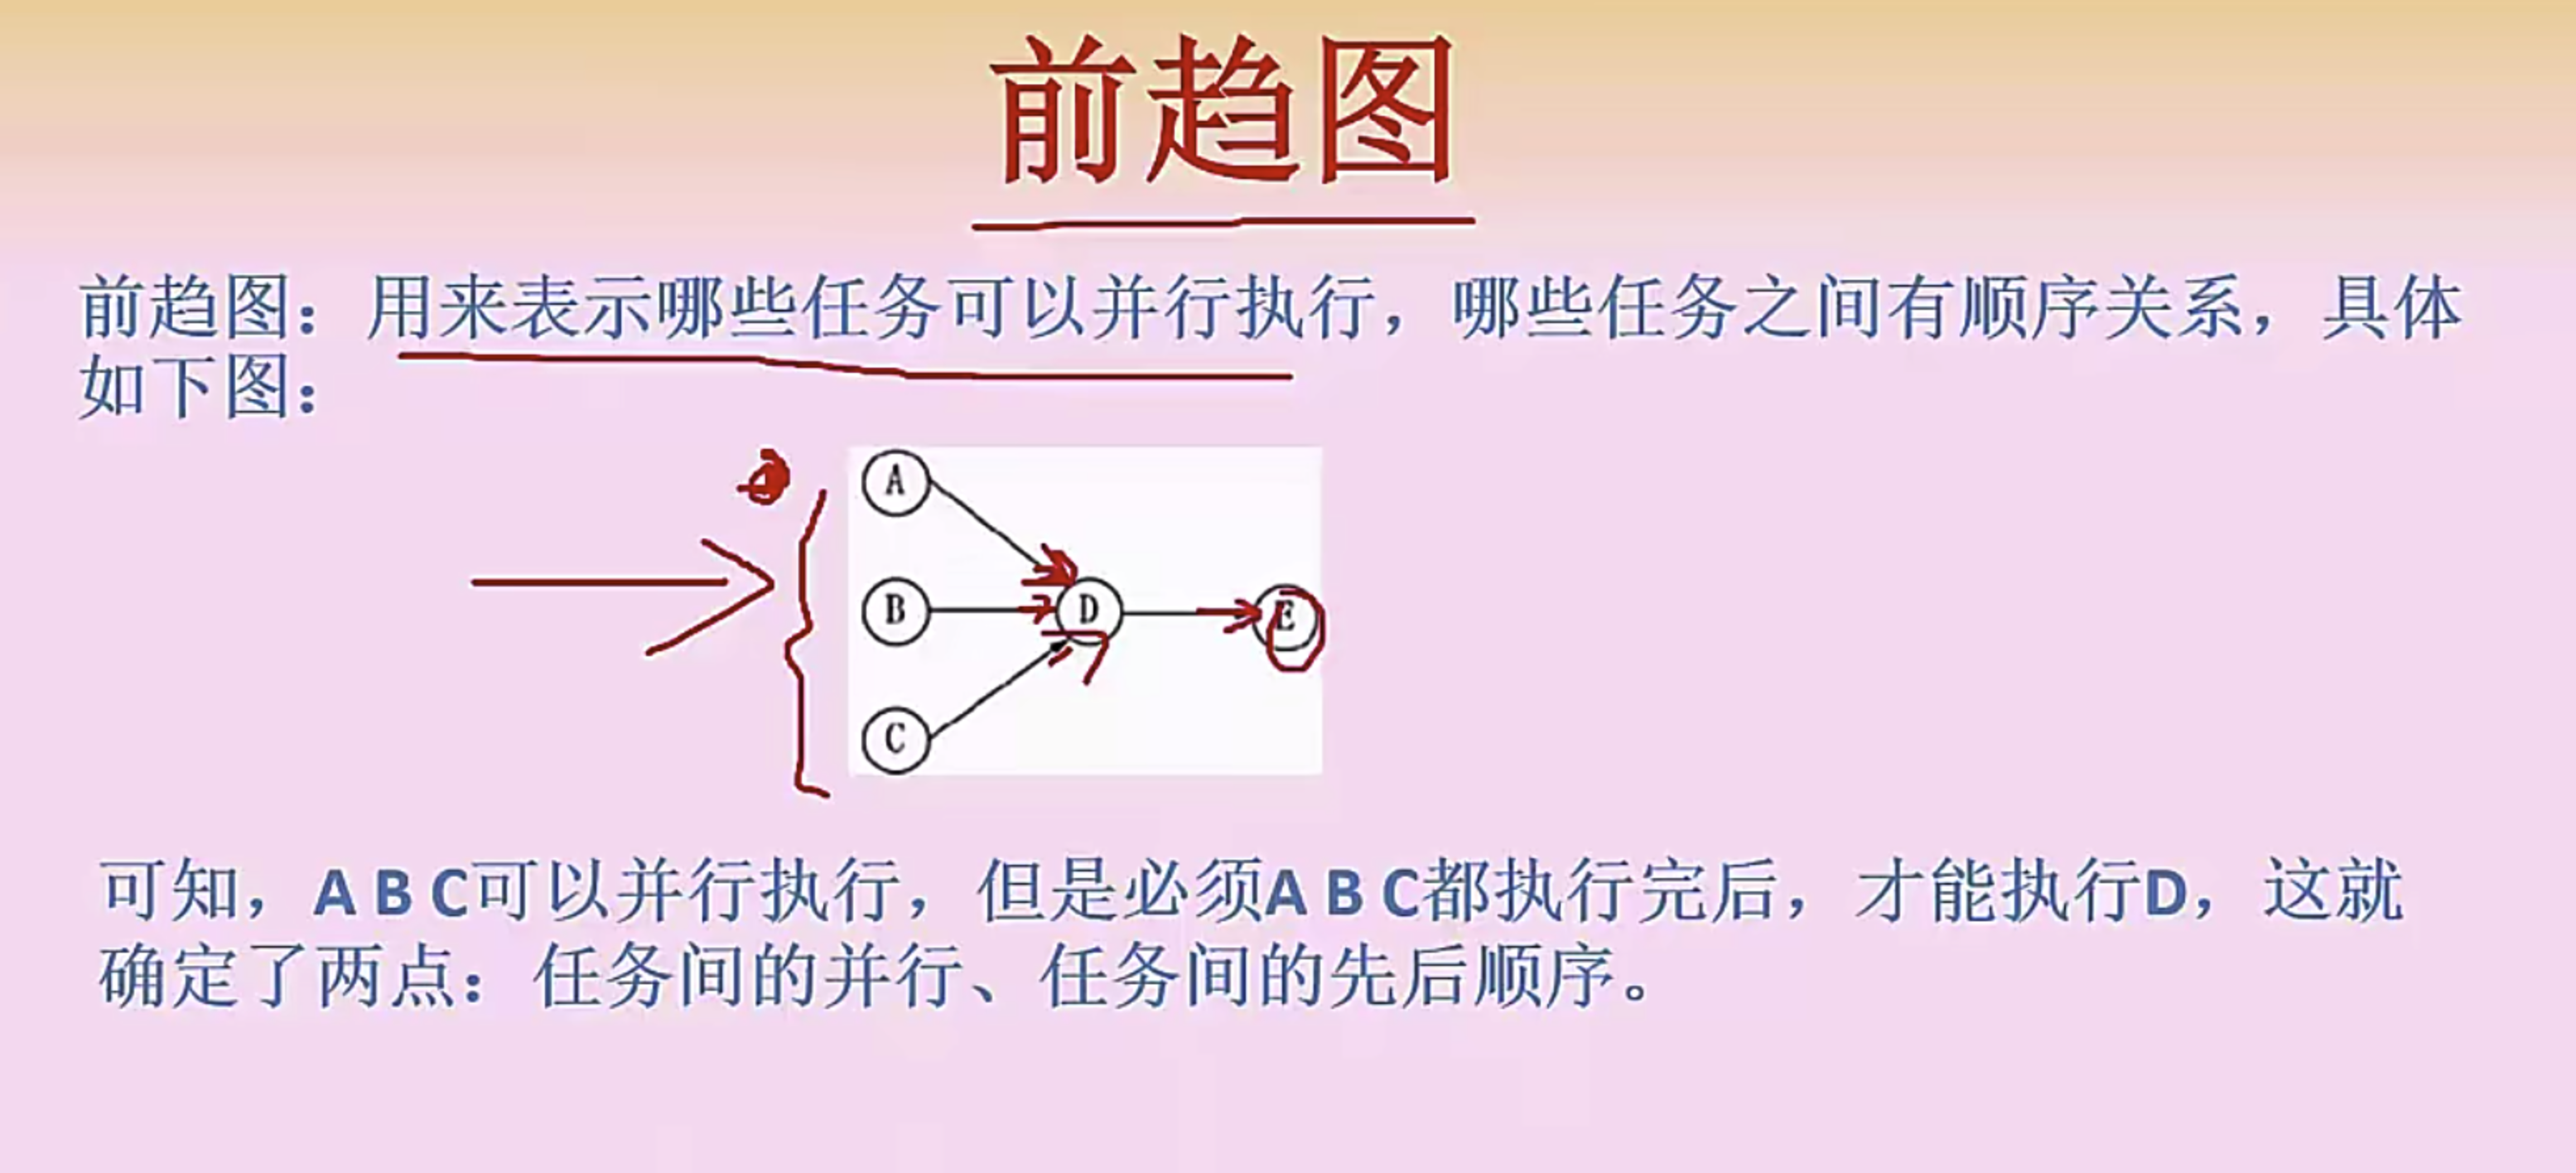 前趋图
前趋图：用来表示哪些任务可以并行执行，哪些任务之间有顺序关系，具体
如下图：
A
B
D
E
C
可知，A B C可以并行执行，但是必须A B C都执行完后，才能执行D，这就
确定了两点：任务间的并行、任务间的先后顺序。